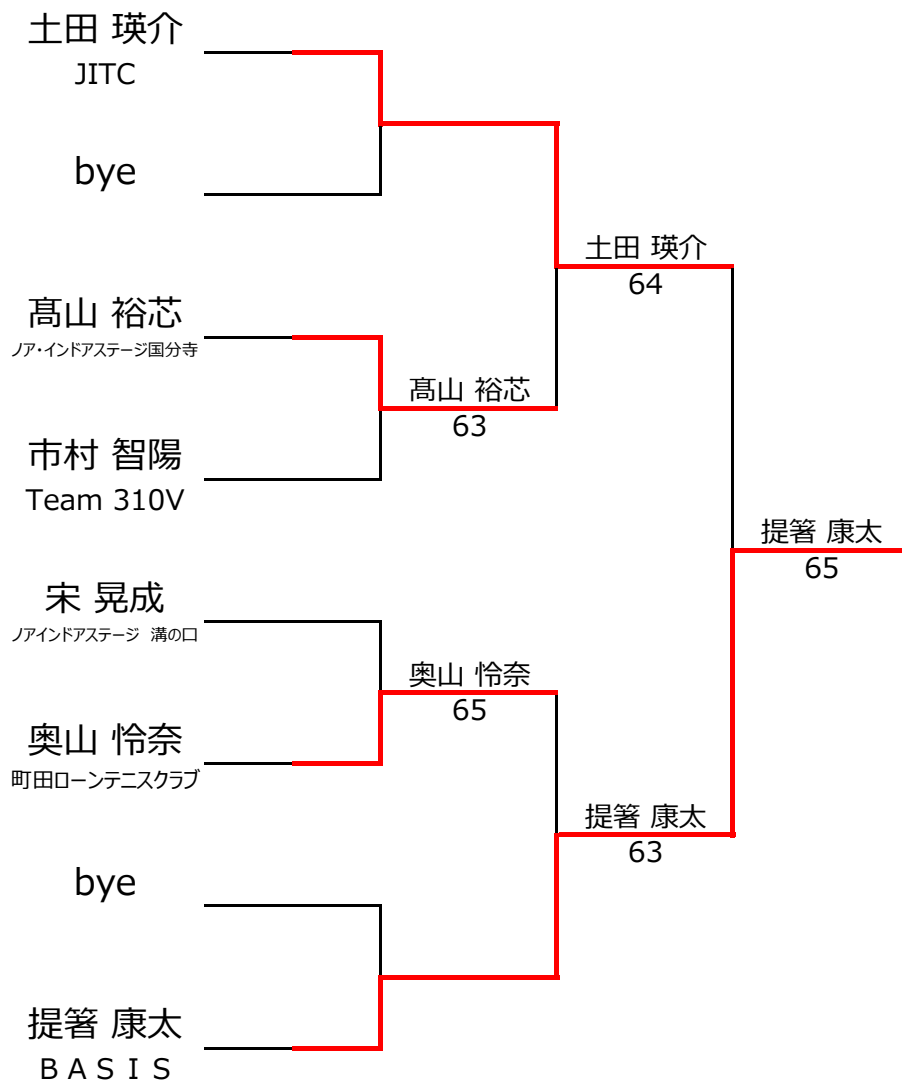 土田 瑛介
JITC
bye
髙山 裕芯
ノア・インドアステージ国分寺
市村 智陽
Team 310V
宋 晃成
ノアインドアステージ 溝の口
奥山 怜奈
町田ローンテニスクラブ
bye
提箸 康太
ＢＡＳＩＳ
髙山 裕芯
63
奥山 怜奈
65
土田 瑛介
64
提箸 康太
63
提箸 康太
65